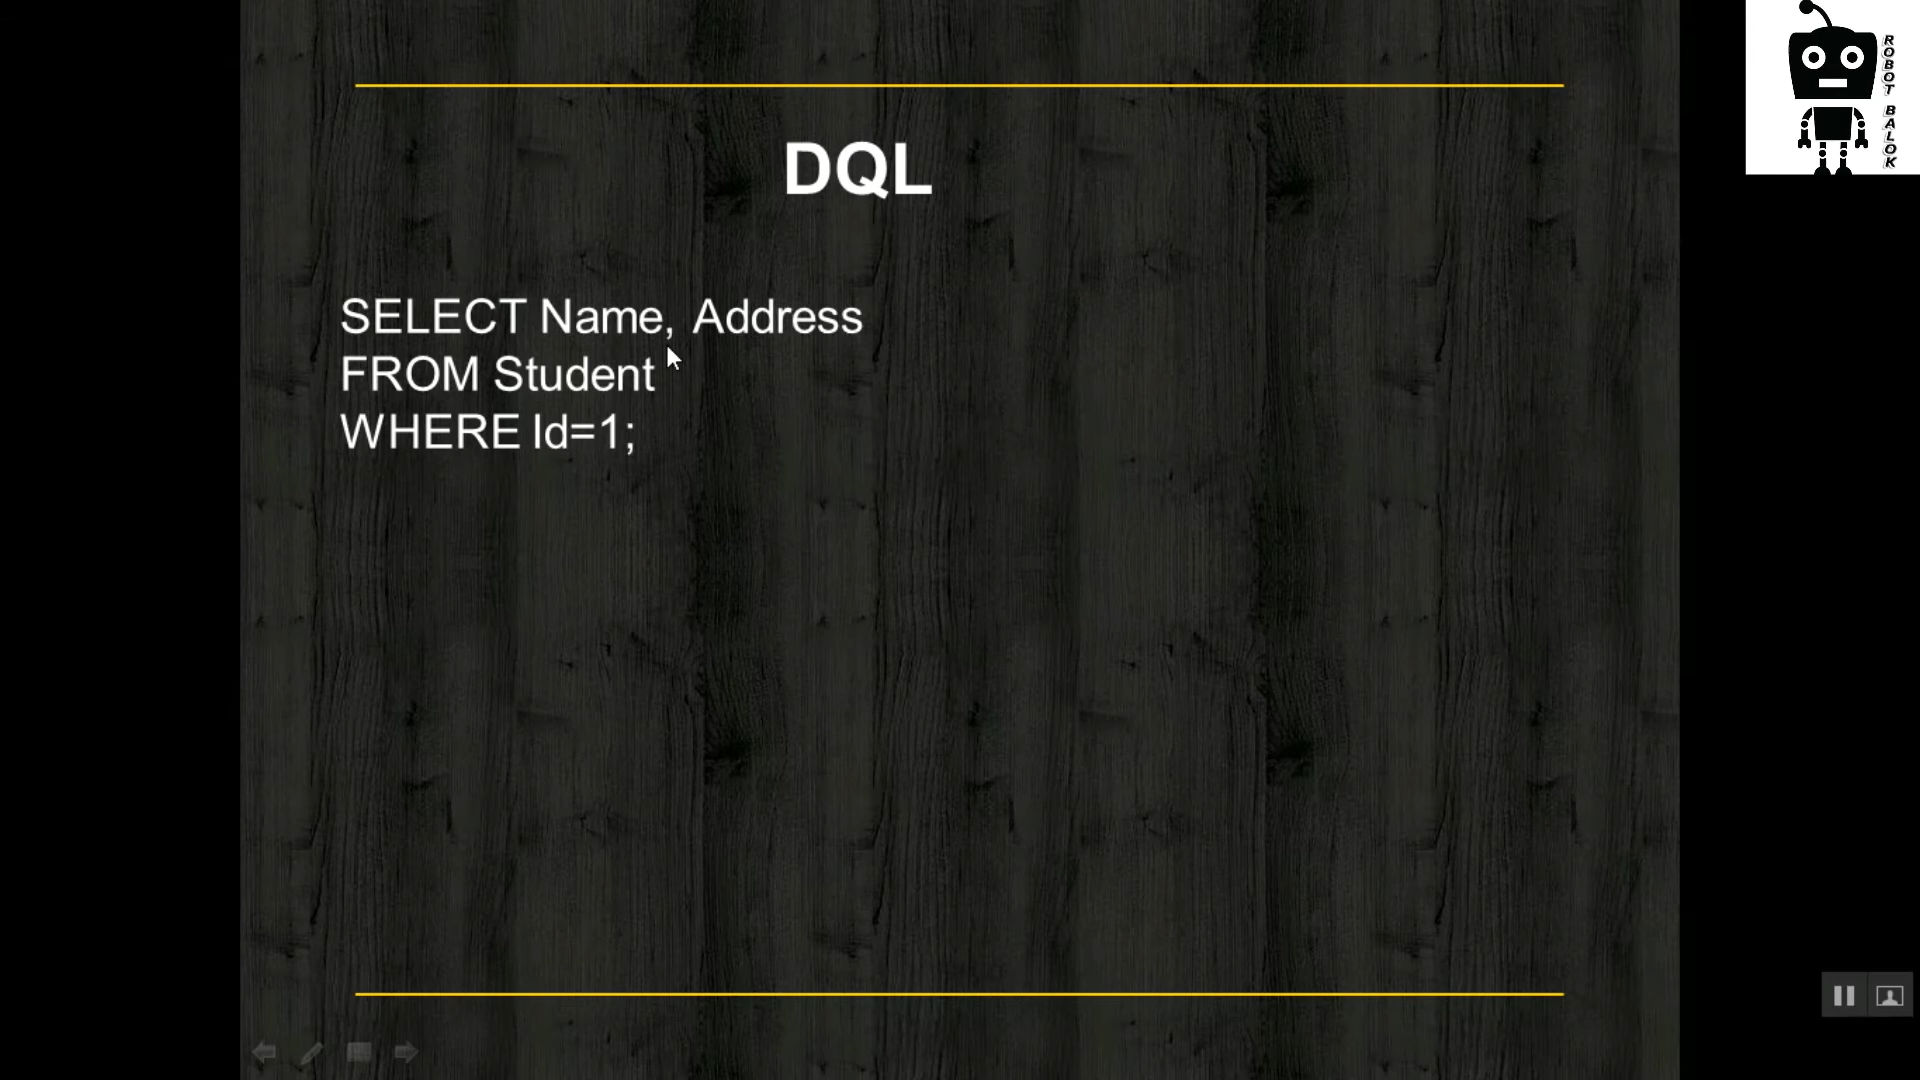 DQL
SELECT Name, Address
FROM Student
WHERE Id=1;
ROBOT BALOK